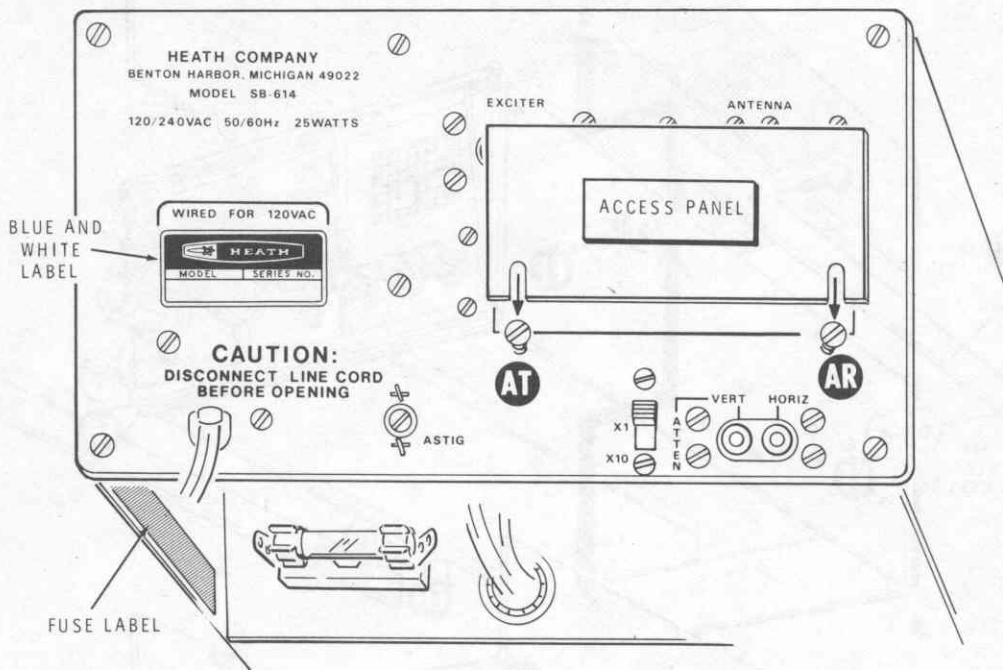 HEATH COMPANY
BENTON HARBOR, MICHIGAN 49022
MODEL SB-614
120/240VAC 50/60Hz 25WATTS
EXCITER
ANTENNA
ACCESS PANEL
WIRED FOR 120VAC
HEATH
MODEL SERIES NO.
BLUE AND
WHITE
LABEL
CAUTION:
DISCONNECT LINE CORD
BEFORE OPENING
ASTIG
AT
AR
X1
X10
ATTEN
VERT HORIZ
FUSE LABEL